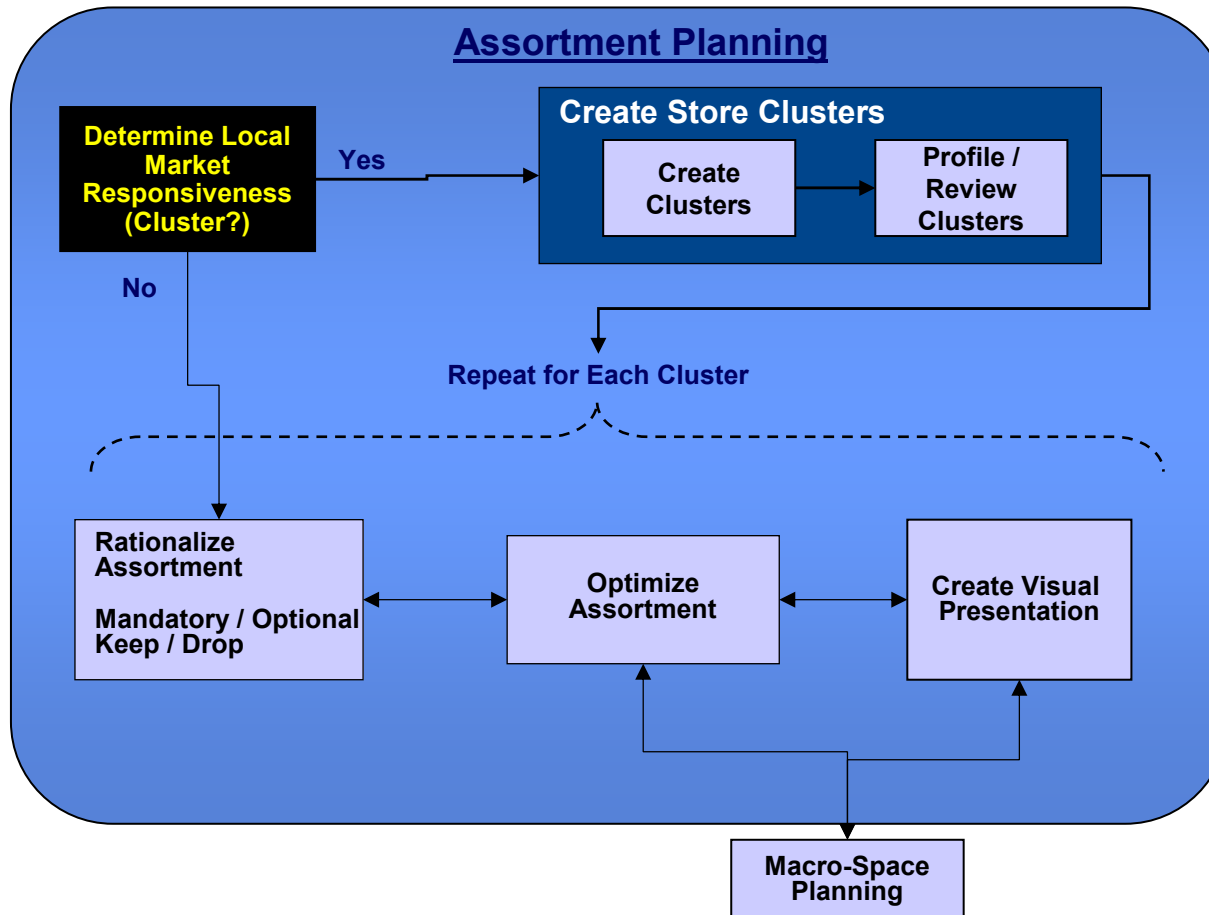 Assortment Planning
Determine Local
Market
Responsiveness
(Cluster?)
Yes
Create Store Clusters
Create
Clusters
Profile /
Review
Clusters
No
Repeat for Each Cluster
Rationalize
Assortment
Mandatory / Optional
Keep / Drop
Optimize
Assortment
Create Visual
Presentation
Macro-Space
Planning